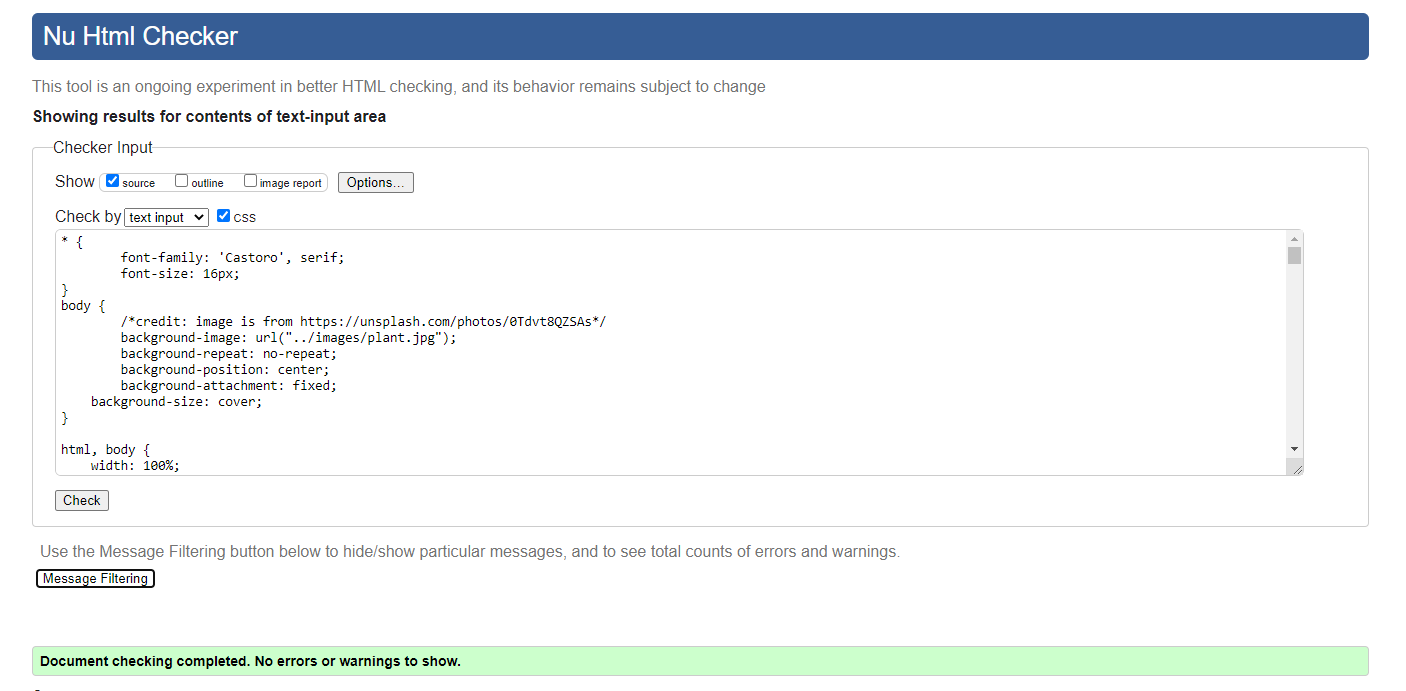 Nu Html Checker
This tool is an ongoing experiment in better HTML checking, and its behavior remains subject to change
Showing results for contents of text-input area
Checker Input
Show source outline image report Options...
Check by text input css
* {
font-family: 'Castoro', serif;
font-size: 16px;
}
body {
/*credit: image is from https://unsplash.com/photos/0Tdvt8QZSAs*/
background-image: url("../images/plant.jpg");
background-repeat: no-repeat;
background-position: center;
background-attachment: fixed;
background-size: cover;
}
html, body {
width: 100%;
Check
Use the Message Filtering button below to hide/show particular messages, and to see total counts of errors and warnings.
Message Filtering
Document checking completed. No errors or warnings to show.